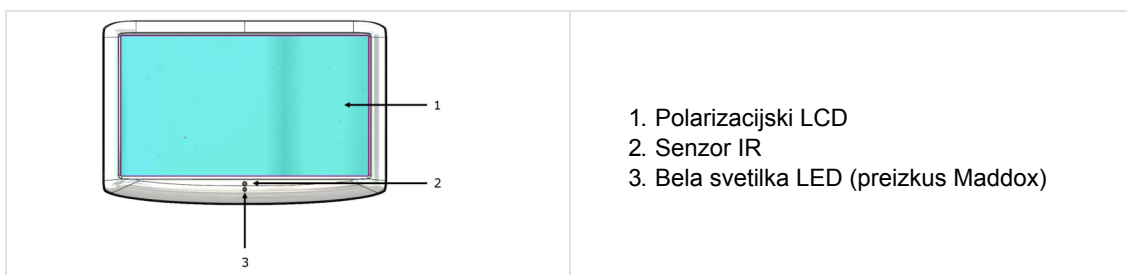 1
2
3
1. Polarizacijski LCD
2. Senzor IR
3. Bela svetilka LED (preizkus Maddox)